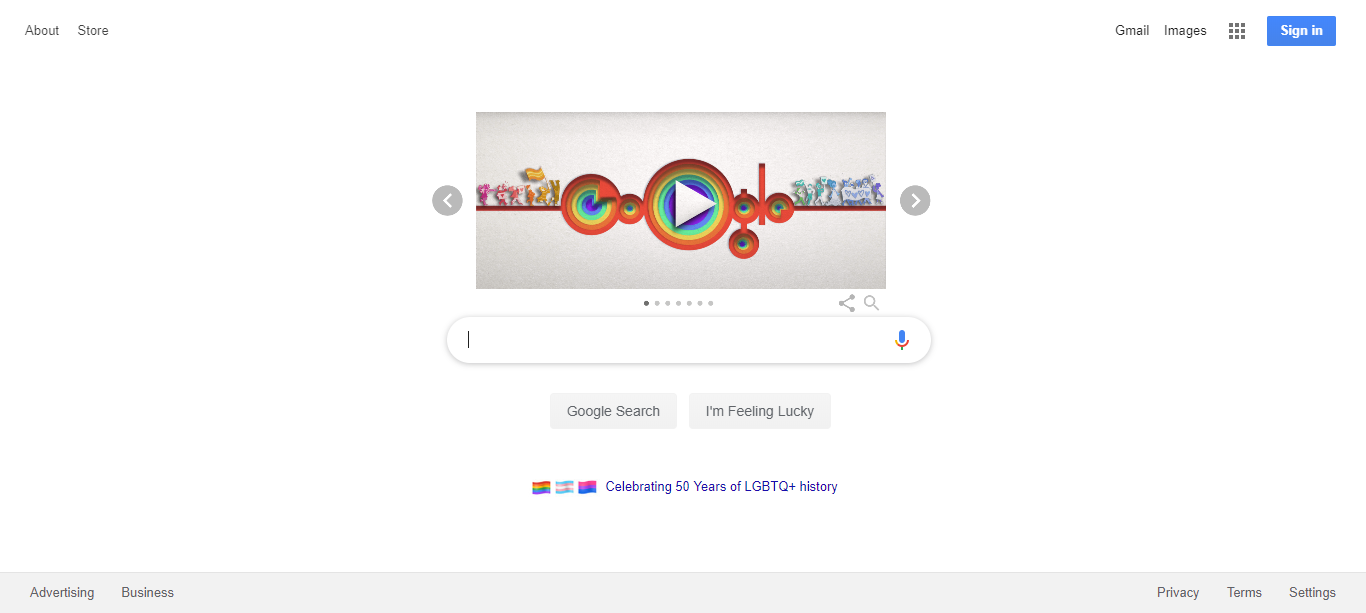 About Store
Gmail Images Sign in
Google
Google Search I'm Feeling Lucky
Celebrating 50 Years of LGBTQ+ history
Advertising Business
Privacy Terms Settings